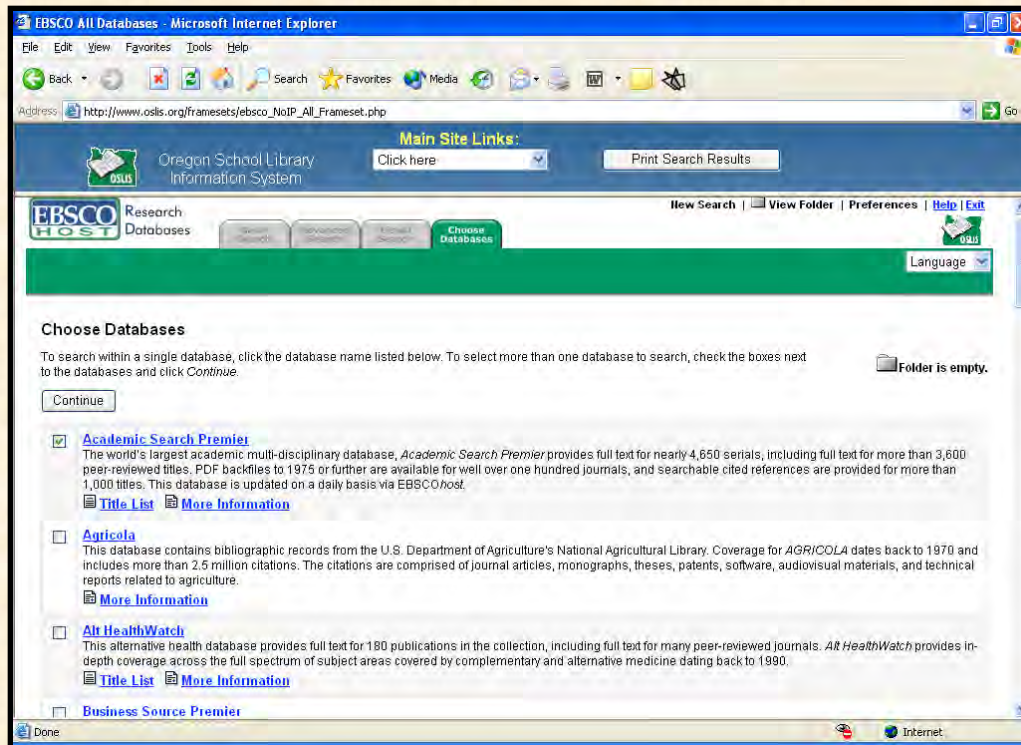 EBSCO All Databases - Microsoft Internet Explorer
File Edit View Favorites Tools Help
Back Search Favorites Media
Address http://www.oslis.org/framesets/ebsco_NoIP_All_Frameset.php Go
Main Site Links:
OSLIS Oregon School Library Information System Click here Print Search Results
New Search | View Folder | Preferences | Help | Exit
EBSCO HOST Research Databases Choose Databases OSLIS
Language
Choose Databases
To search within a single database, click the database name listed below. To select more than one database to search, check the boxes next
to the databases and click Continue.
Folder is empty.
Continue
Academic Search Premier
The world's largest academic multi-disciplinary database, Academic Search Premier provides full text for nearly 4,650 serials, including full text for more than 3,600
peer-reviewed titles. PDF backfiles to 1975 or further are available for well over one hundred journals, and searchable cited references are provided for more than
1,000 titles. This database is updated on a daily basis via EBSCOhost.
Title List More Information
Agricola
This database contains bibliographic records from the U.S. Department of Agriculture's National Agricultural Library. Coverage for AGRICOLA dates back to 1970 and
includes more than 2.5 million citations. The citations are comprised of journal articles, monographs, theses, patents, software, audiovisual materials, and technical
reports related to agriculture.
More Information
Alt HealthWatch
This alternative health database provides full text for 180 publications in the collection, including full text for many peer-reviewed journals. Alt HealthWatch provides in-
depth coverage across the full spectrum of subject areas covered by complementary and alternative medicine dating back to 1990.
Title List More Information
Business Source Premier
Done Internet